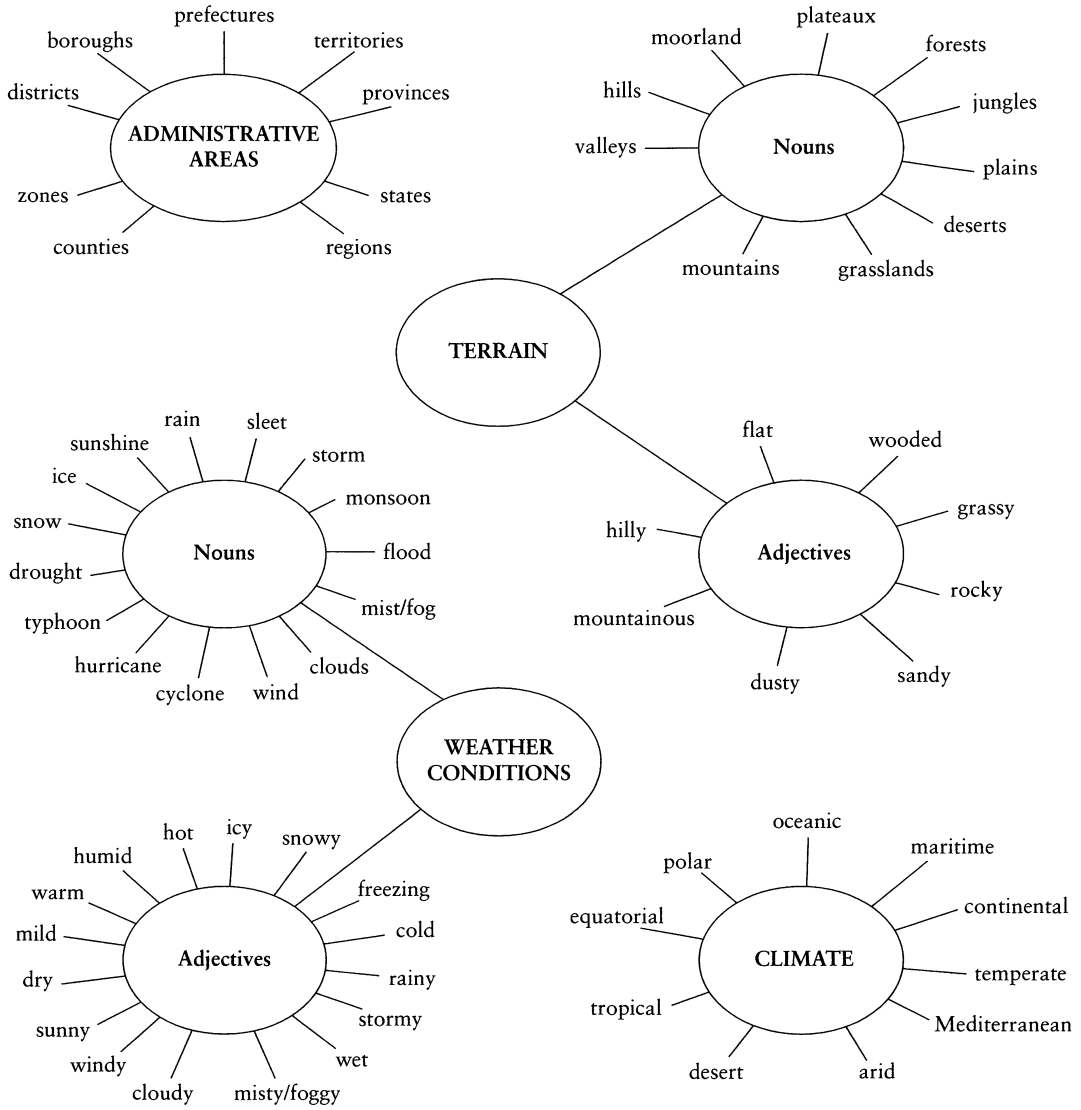 prefectures
boroughs
territories
districts
provinces
ADMINISTRATIVE
AREAS
zones
states
counties
regions
plateaux
moorland
forests
hills
jungles
valleys
Nouns
plains
deserts
mountains
grasslands
TERRAIN
rain
sleet
sunshine
storm
ice
monsoon
snow
Nouns
flood
drought
mist/fog
typhoon
hurricane
clouds
cyclone
wind
flat
wooded
grassy
hilly
Adjectives
rocky
mountainous
sandy
dusty
WEATHER
CONDITIONS
hot
icy
snowy
humid
freezing
warm
cold
mild
Adjectives
rainy
dry
stormy
sunny
wet
windy
cloudy
misty/foggy
oceanic
maritime
polar
continental
equatorial
CLIMATE
temperate
tropical
Mediterranean
desert
arid